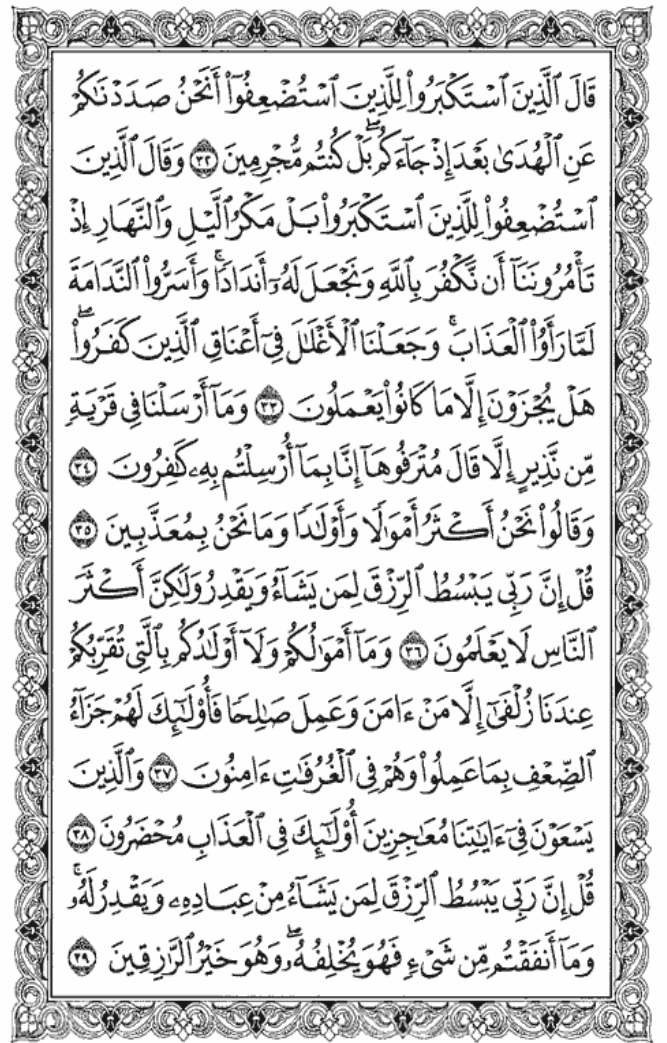 قَالَ ٱلَّذِينَ ٱسْتَكْبَرُوا۟ لِلَّذِينَ ٱسْتُضْعِفُوٓا۟ أَنَحْنُ صَدَدْنَٰكُمْ
عَنِ ٱلْهُدَىٰ بَعْدَ إِذْ جَآءَكُم ۖ بَلْ كُنتُم مُّجْرِمِينَ ٣٢ وَقَالَ ٱلَّذِينَ
ٱسْتُضْعِفُوا۟ لِلَّذِينَ ٱسْتَكْبَرُوا۟ بَلْ مَكْرُ ٱلَّيْلِ وَٱلنَّهَارِ إِذْ
تَأْمُرُونَنَآ أَن نَّكْفُرَ بِٱللَّهِ وَنَجْعَلَ لَهُۥٓ أَندَادًا ۚ وَأَسَرُّوا۟ ٱلنَّدَامَةَ
لَمَّا رَأَوُا۟ ٱلْعَذَابَ ۚ وَجَعَلْنَا ٱلْأَغْلَٰلَ فِىٓ أَعْنَاقِ ٱلَّذِينَ كَفَرُوا۟ ۖ
هَلْ يُجْزَوْنَ إِلَّا مَا كَانُوا۟ يَعْمَلُونَ ٣٣ وَمَآ أَرْسَلْنَا فِى قَرْيَةٍ
مِّن نَّذِيرٍ إِلَّا قَالَ مُتْرَفُوهَآ إِنَّا بِمَآ أُرْسِلْتُم بِهِۦ كَٰفِرُونَ ٣٤
وَقَالُوا۟ نَحْنُ أَكْثَرُ أَمْوَٰلًا وَأَوْلَٰدًا وَمَا نَحْنُ بِمُعَذَّبِينَ ٣٥
قُلْ إِنَّ رَبِّى يَبْسُطُ ٱلرِّزْقَ لِمَن يَشَآءُ وَيَقْدِرُ وَلَٰكِنَّ أَكْثَرَ
ٱلنَّاسِ لَا يَعْلَمُونَ ٣٦ وَمَآ أَمْوَٰلُكُمْ وَلَآ أَوْلَٰدُكُم بِٱلَّتِى تُقَرِّبُكُمْ
عِندَنَا زُلْفَىٰٓ إِلَّا مَنْ ءَامَنَ وَعَمِلَ صَٰلِحًا فَأُو۟لَٰٓئِكَ لَهُمْ جَزَآءُ
ٱلضِّعْفِ بِمَا عَمِلُوا۟ وَهُمْ فِى ٱلْغُرُفَٰتِ ءَامِنُونَ ٣٧ وَٱلَّذِينَ
يَسْعَوْنَ فِىٓ ءَايَٰتِنَا مُعَٰجِزِينَ أُو۟لَٰٓئِكَ فِى ٱلْعَذَابِ مُحْضَرُونَ ٣٨
قُلْ إِنَّ رَبِّى يَبْسُطُ ٱلرِّزْقَ لِمَن يَشَآءُ مِنْ عِبَادِهِۦ وَيَقْدِرُ لَهُۥ ۚ
وَمَآ أَنفَقْتُم مِّن شَىْءٍ فَهُوَ يُخْلِفُهُۥ ۖ وَهُوَ خَيْرُ ٱلرَّٰزِقِينَ ٣٩